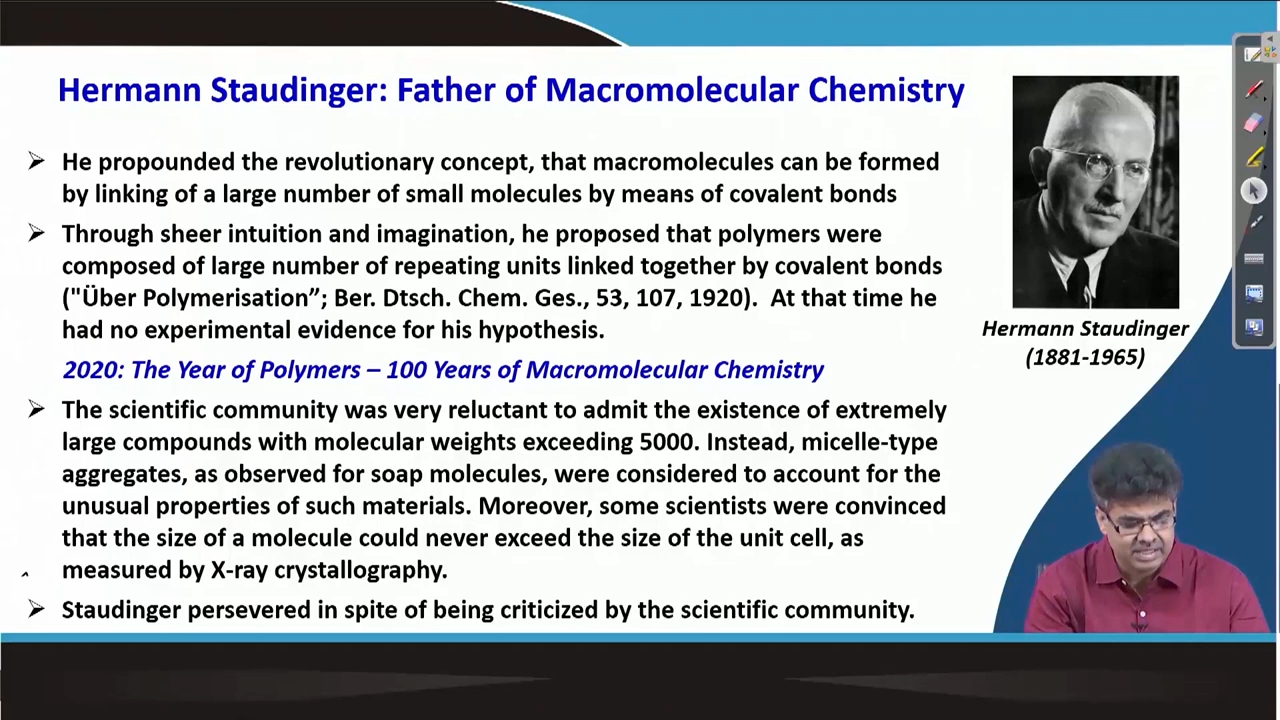 Hermann Staudinger: Father of Macromolecular Chemistry
➢ He propounded the revolutionary concept, that macromolecules can be formed
by linking of a large number of small molecules by means of covalent bonds
➢ Through sheer intuition and imagination, he proposed that polymers were
composed of large number of repeating units linked together by covalent bonds
("Über Polymerisation”; Ber. Dtsch. Chem. Ges., 53, 107, 1920). At that time he
had no experimental evidence for his hypothesis.
2020: The Year of Polymers – 100 Years of Macromolecular Chemistry
➢ The scientific community was very reluctant to admit the existence of extremely
large compounds with molecular weights exceeding 5000. Instead, micelle-type
aggregates, as observed for soap molecules, were considered to account for the
unusual properties of such materials. Moreover, some scientists were convinced
that the size of a molecule could never exceed the size of the unit cell, as
measured by X-ray crystallography.
➢ Staudinger persevered in spite of being criticized by the scientific community.
Hermann Staudinger
(1881-1965)